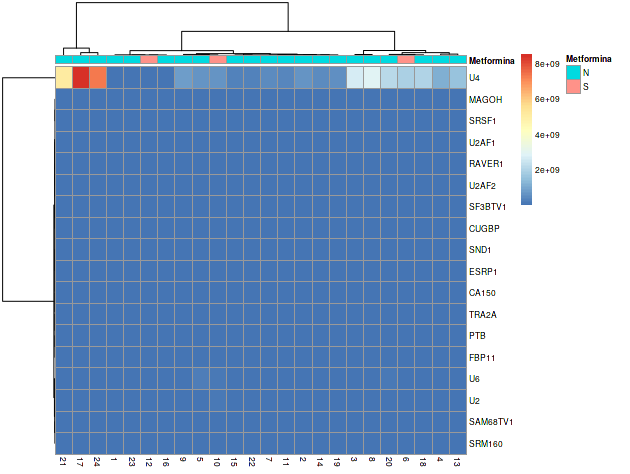 Metformina
U4
MAGOH
SRSF1
U2AF1
RAVER1
U2AF2
SF3BTV1
CUGBP
SND1
ESRP1
CA150
TRA2A
PTB
FBP11
U6
U2
SAM68TV1
SRM160
21 17 24 1 23 12 16 9 5 10 15 22 7 11 2 14 19 3 8 20 6 18 4 13
8e+09
6e+09
4e+09
2e+09
Metformina
N
S